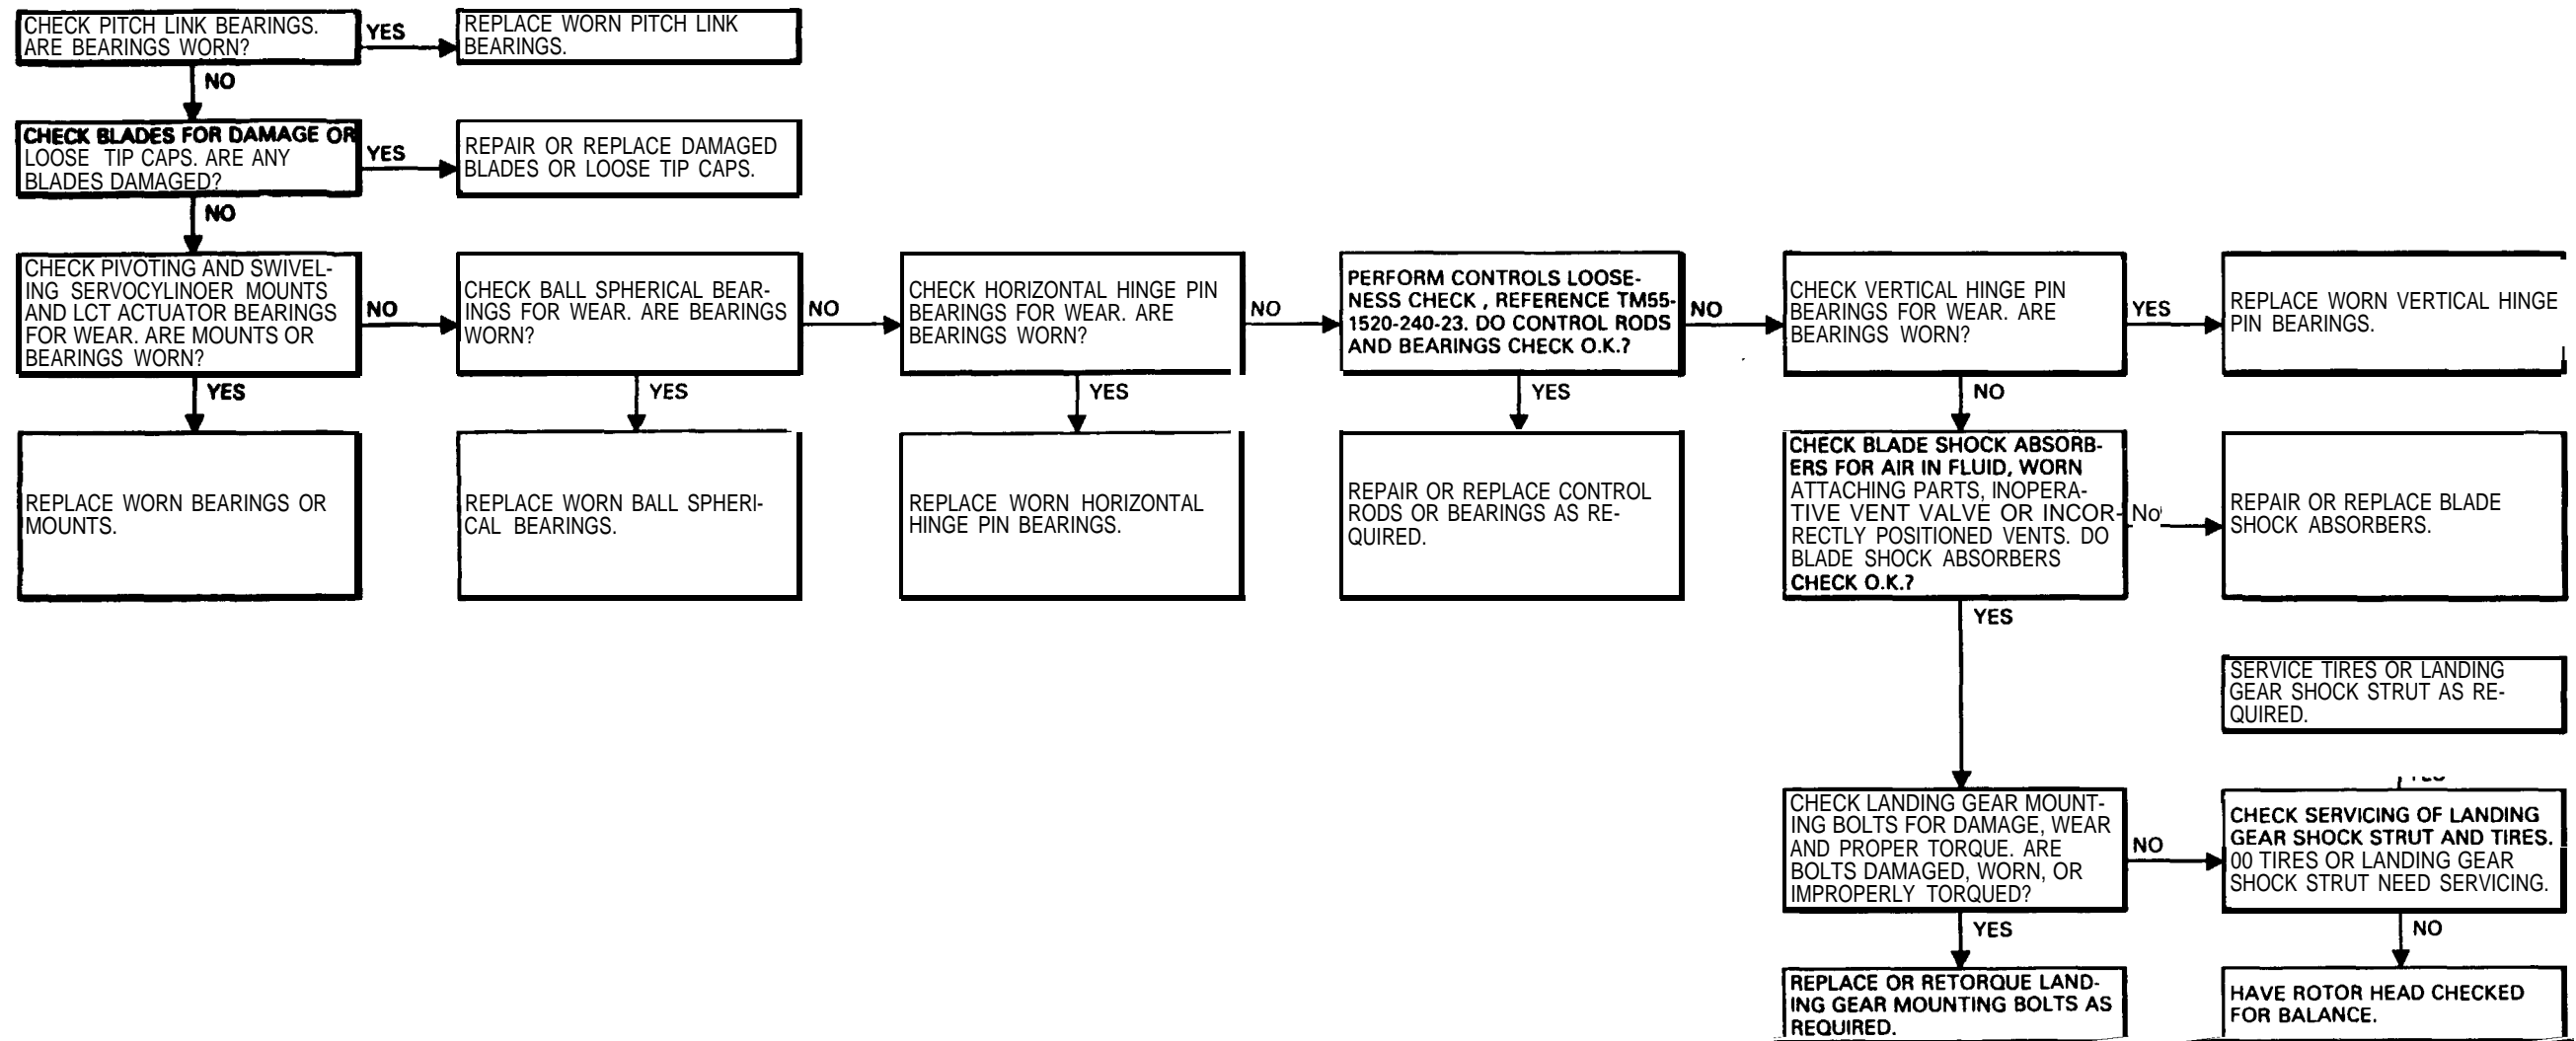 CHECK PITCH LINK BEARINGS.
ARE BEARINGS WORN?
YES
REPLACE WORN PITCH LINK
BEARINGS.
NO
CHECK BLADES FOR DAMAGE OR
LOOSE TIP CAPS. ARE ANY
BLADES DAMAGED?
YES
REPAIR OR REPLACE DAMAGED
BLADES OR LOOSE TIP CAPS.
NO
CHECK PIVOTING AND SWIVEL-
ING SERVOCYLINOER MOUNTS
AND LCT ACTUATOR BEARINGS
FOR WEAR. ARE MOUNTS OR
BEARINGS WORN?
NO
CHECK BALL SPHERICAL BEAR-
INGS FOR WEAR. ARE BEARINGS
WORN?
NO
CHECK HORIZONTAL HINGE PIN
BEARINGS FOR WEAR. ARE
BEARINGS WORN?
NO
PERFORM CONTROLS LOOSE-
NESS CHECK , REFERENCE TM55-
1520-240-23. DO CONTROL RODS
AND BEARINGS CHECK O.K.?
NO
CHECK VERTICAL HINGE PIN
BEARINGS FOR WEAR. ARE
BEARINGS WORN?
YES
REPLACE WORN VERTICAL HINGE
PIN BEARINGS.
YES
YES
YES
YES
NO
REPLACE WORN BEARINGS OR
MOUNTS.
REPLACE WORN BALL SPHERI-
CAL BEARINGS.
REPLACE WORN HORIZONTAL
HINGE PIN BEARINGS.
REPAIR OR REPLACE CONTROL
RODS OR BEARINGS AS RE-
QUIRED.
CHECK BLADE SHOCK ABSORB-
ERS FOR AIR IN FLUID, WORN
ATTACHING PARTS, INOPERA-
TIVE VENT VALVE OR INCOR-
RECTLY POSITIONED VENTS. DO
BLADE SHOCK ABSORBERS
CHECK O.K.?
No
REPAIR OR REPLACE BLADE
SHOCK ABSORBERS.
YES
SERVICE TIRES OR LANDING
GEAR SHOCK STRUT AS RE-
QUIRED.
CHECK LANDING GEAR MOUNT-
ING BOLTS FOR DAMAGE, WEAR
AND PROPER TORQUE. ARE
BOLTS DAMAGED, WORN, OR
IMPROPERLY TORQUED?
NO
CHECK SERVICING OF LANDING
GEAR SHOCK STRUT AND TIRES.
00 TIRES OR LANDING GEAR
SHOCK STRUT NEED SERVICING.
YES
NO
REPLACE OR RETORQUE LAND-
ING GEAR MOUNTING BOLTS AS
REQUIRED.
HAVE ROTOR HEAD CHECKED
FOR BALANCE.